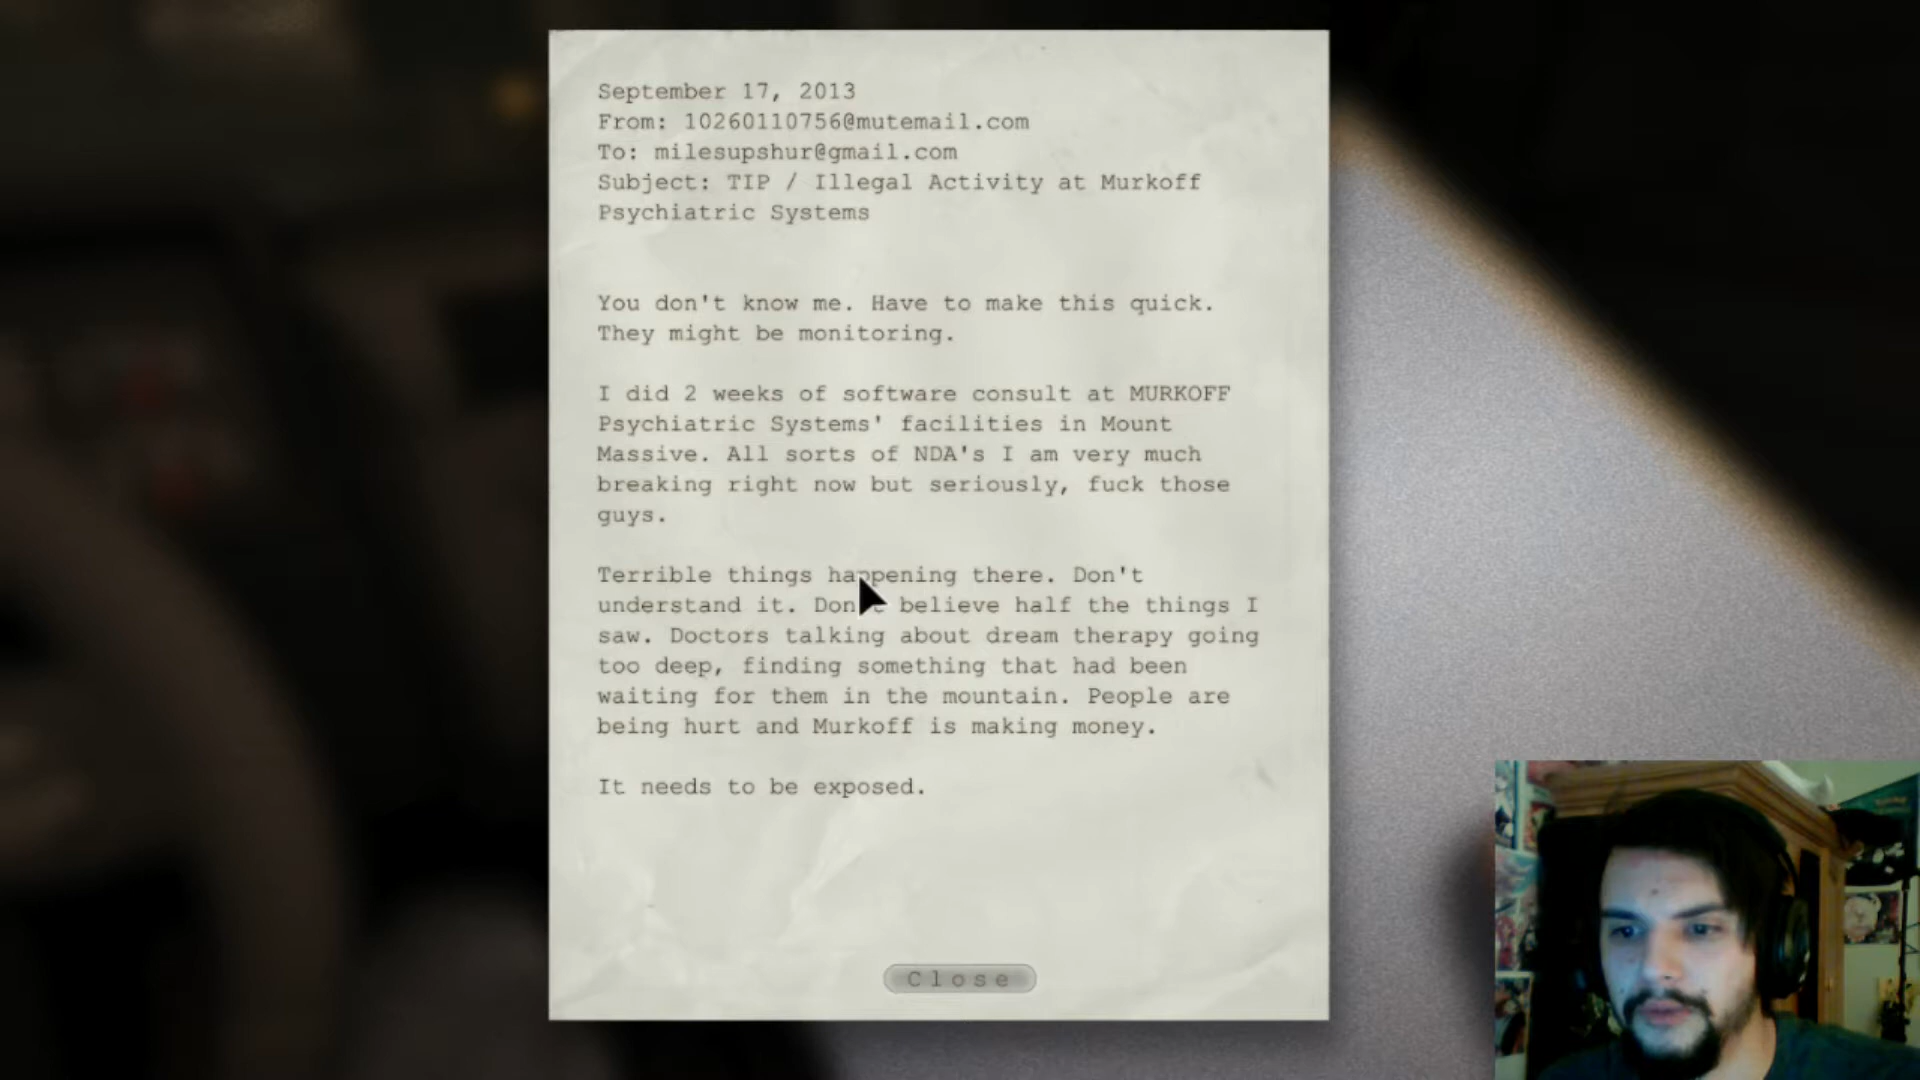 September 17, 2013
From: 10260110756@mutemail.com
To: milesupshur@gmail.com
Subject: TIP / Illegal Activity at Murkoff
Psychiatric Systems
You don't know me. Have to make this quick.
They might be monitoring.
I did 2 weeks of software consult at MURKOFF
Psychiatric Systems' facilities in Mount
Massive. All sorts of NDA's I am very much
breaking right now but seriously, fuck those
guys.
Terrible things happening there. Don't
understand it. Don't believe half the things I
saw. Doctors talking about dream therapy going
too deep, finding something that had been
waiting for them in the mountain. People are
being hurt and Murkoff is making money.
It needs to be exposed.
Close